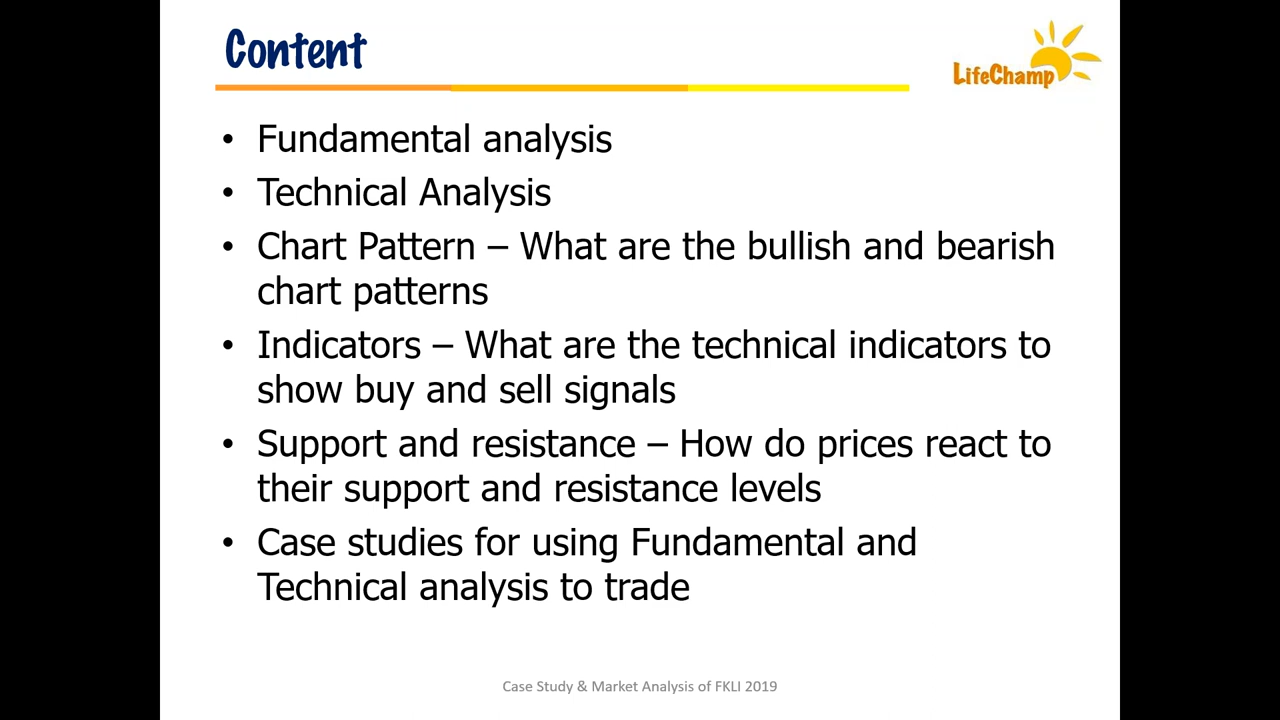 Content
LifeChamp
• Fundamental analysis
• Technical Analysis
• Chart Pattern – What are the bullish and bearish
chart patterns
• Indicators – What are the technical indicators to
show buy and sell signals
• Support and resistance – How do prices react to
their support and resistance levels
• Case studies for using Fundamental and
Technical analysis to trade
Case Study & Market Analysis of FKLI 2019